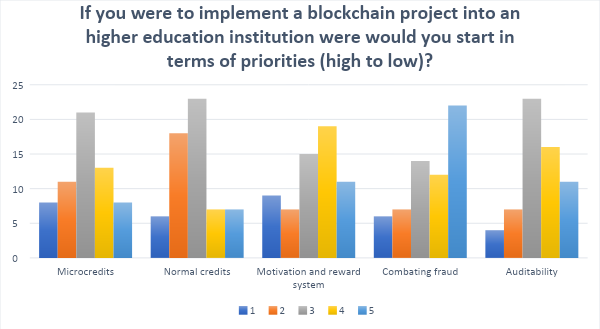 If you were to implement a blockchain project into an
higher education institution were would you start in
terms of priorities (high to low)?
25
20
15
10
5
0
Microcredits Normal credits Motivation and reward system Combating fraud Auditability
1 2 3 4 5